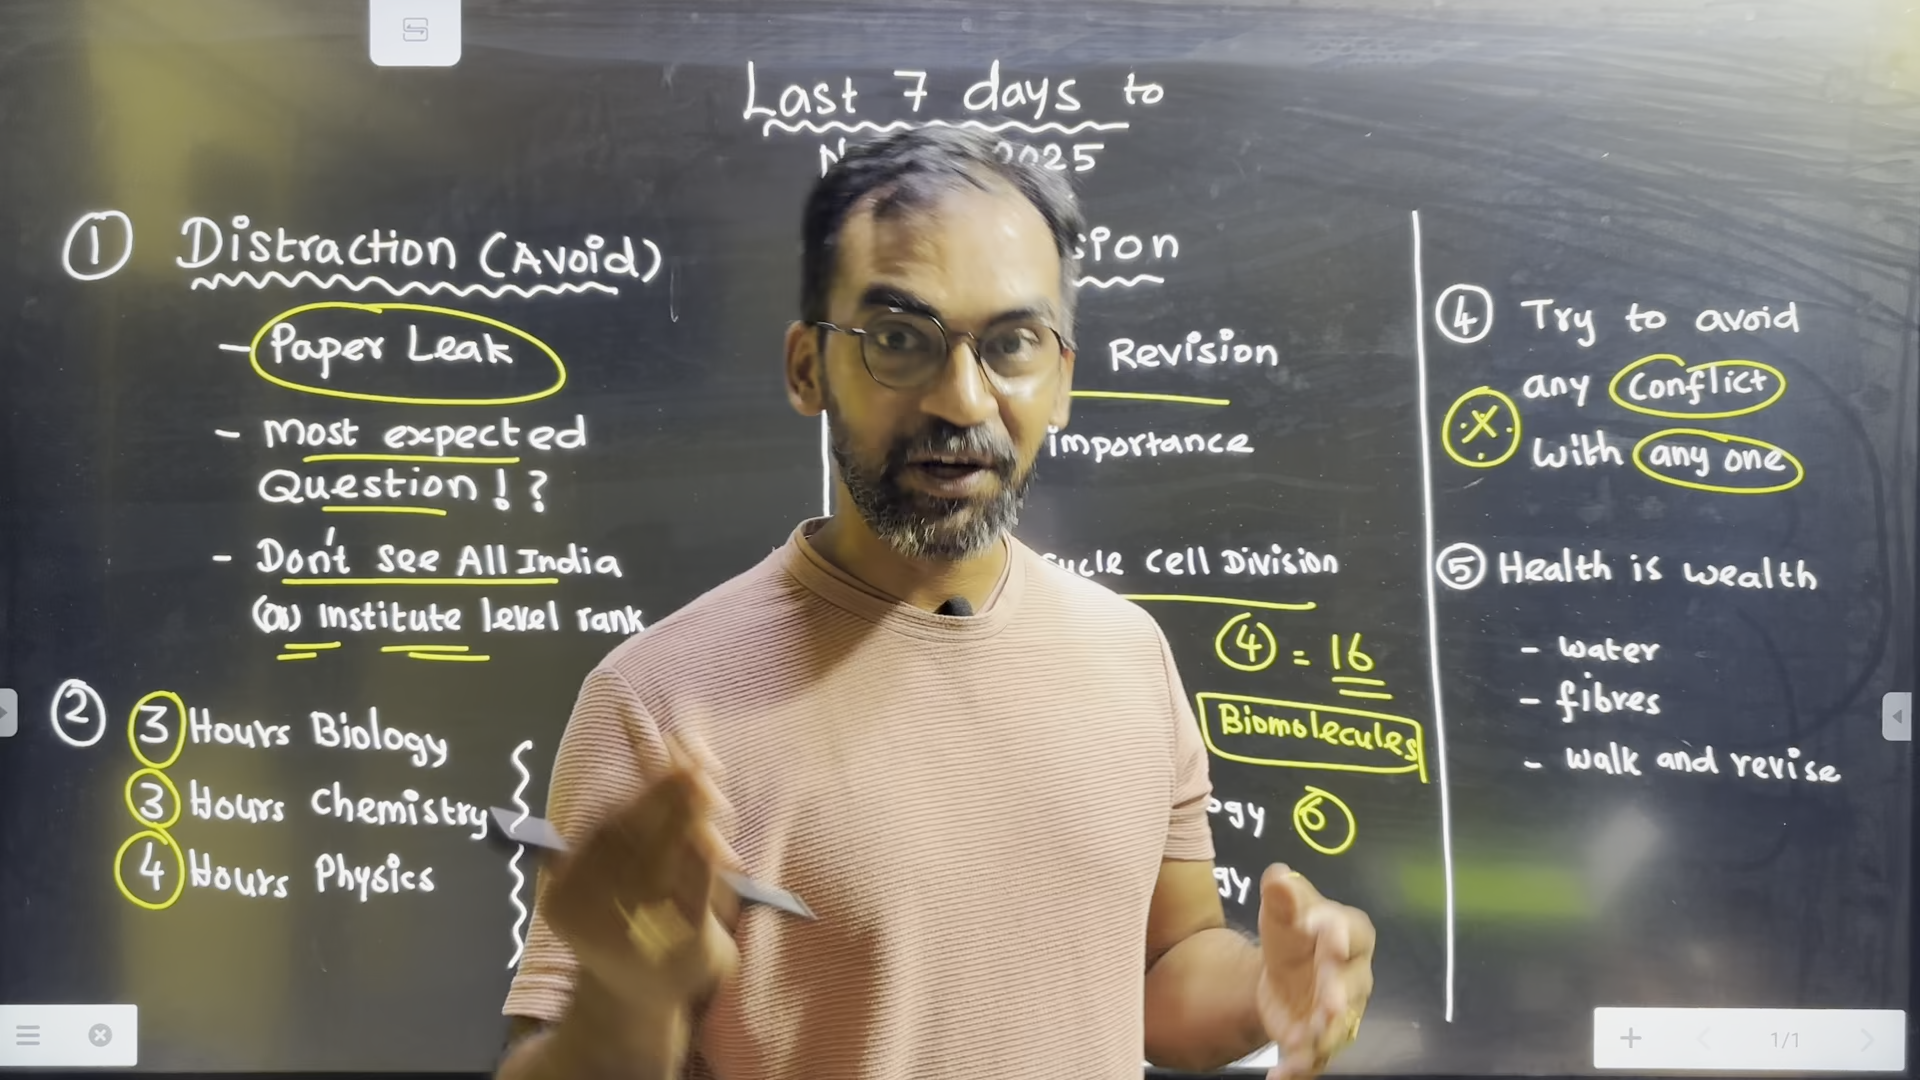 Last 7 days to
2025
① Distraction (Avoid)
- Paper Leak
- Most expected
Question ! ?
- Don't see All India
(or) Institute level rank
② 3 Hours Biology
3 Hours Chemistry
4 Hours Physics
Revision
importance
Cell Division
④ = 16
Biomolecules
6
④ Try to avoid
any Conflict
X with any one
⑤ Health is wealth
- water
- fibres
- walk and revise
1/1